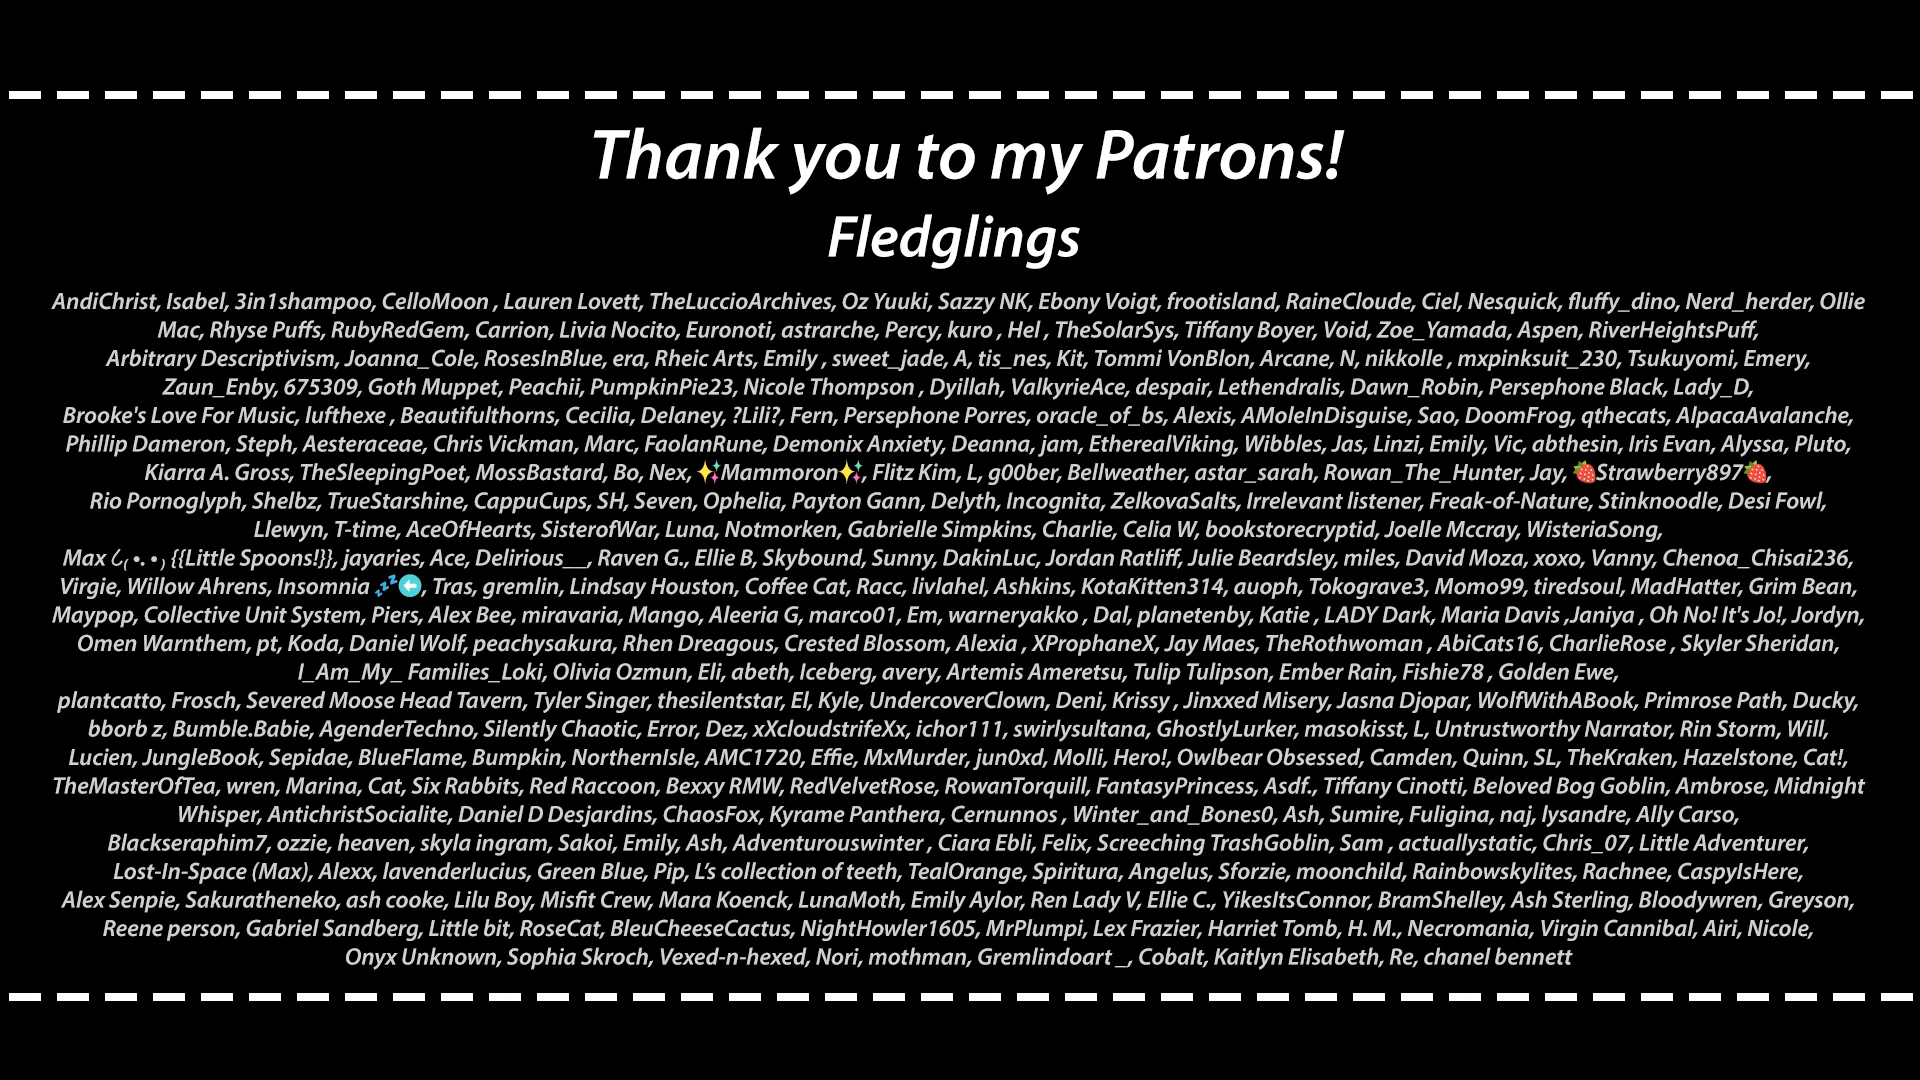 Thank you to my Patrons!
Fledglings
AndiChrist, Isabel, 3in1shampoo, CelloMoon , Lauren Lovett, TheLuccioArchives, Oz Yuuki, Sazzy NK, Ebony Voigt, frootisland, RaineCloude, Ciel, Nesquick, fluffy_dino, Nerd_herder, Ollie
Mac, Rhyse Puffs, RubyRedGem, Carrion, Livia Nocito, Euronoti, astrarche, Percy, kuro , Hel , TheSolarSys, Tiffany Boyer, Void, Zoe_Yamada, Aspen, RiverHeightsPuff,
Arbitrary Descriptivism, Joanna_Cole, RosesInBlue, era, Rheic Arts, Emily , sweet_jade, A, tis_nes, Kit, Tommi VonBlon, Arcane, N, nikkolle , mxpinksuit_230, Tsukuyomi, Emery,
Zaun_Enby, 675309, Goth Muppet, Peachii, PumpkinPie23, Nicole Thompson , Dyillah, ValkyrieAce, despair, Lethendralis, Dawn_Robin, Persephone Black, Lady_D,
Brooke's Love For Music, lufthexe , Beautifulthorns, Cecilia, Delaney, ?Lili?, Fern, Persephone Porres, oracle_of_bs, Alexis, AMoleInDisguise, Sao, DoomFrog, qthecats, AlpacaAvalanche,
Phillip Dameron, Steph, Aesteraceae, Chris Vickman, Marc, FaolanRune, Demonix Anxiety, Deanna, jam, EtherealViking, Wibbles, Jas, Linzi, Emily, Vic, abthesin, Iris Evan, Alyssa, Pluto,
Kiarra A. Gross, TheSleepingPoet, MossBastard, Bo, Nex, ✨Mammoron✨, Flitz Kim, L, g00ber, Bellweather, astar_sarah, Rowan_The_Hunter, Jay, 🍓Strawberry897🍓,
Rio Pornoglyph, Shelbz, TrueStarshine, CappuCups, SH, Seven, Ophelia, Payton Gann, Delyth, Incognita, ZelkovaSalts, Irrelevant listener, Freak-of-Nature, Stinknoodle, Desi Fowl,
Llewyn, T-time, AceOfHearts, SisterofWar, Luna, Notmorken, Gabrielle Simpkins, Charlie, Celia W, bookstorecryptid, Joelle Mccray, WisteriaSong,
Max ᒐ₍ •. • ₎ {{Little Spoons!}}, jayaries, Ace, Delirious__, Raven G., Ellie B, Skybound, Sunny, DakinLuc, Jordan Ratliff, Julie Beardsley, miles, David Moza, xoxo, Vanny, Chenoa_Chisai236,
Virgie, Willow Ahrens, Insomnia 💤⬅️, Tras, gremlin, Lindsay Houston, Coffee Cat, Racc, livlahel, Ashkins, KotaKitten314, auoph, Tokograve3, Momo99, tiredsoul, MadHatter, Grim Bean,
Maypop, Collective Unit System, Piers, Alex Bee, miravaria, Mango, Aleeria G, marco01, Em, warneryakko , Dal, planetenby, Katie , LADY Dark, Maria Davis ,Janiya , Oh No! It's Jo!, Jordyn,
Omen Warnthem, pt, Koda, Daniel Wolf, peachysakura, Rhen Dreagous, Crested Blossom, Alexia , XProphaneX, Jay Maes, TheRothwoman , AbiCats16, CharlieRose , Skyler Sheridan,
I_Am_My_ Families_Loki, Olivia Ozmun, Eli, abeth, Iceberg, avery, Artemis Ameretsu, Tulip Tulipson, Ember Rain, Fishie78 , Golden Ewe,
plantcatto, Frosch, Severed Moose Head Tavern, Tyler Singer, thesilentstar, El, Kyle, UndercoverClown, Deni, Krissy , Jinxxed Misery, Jasna Djopar, WolfWithABook, Primrose Path, Ducky,
bborb z, Bumble.Babie, AgenderTechno, Silently Chaotic, Error, Dez, xXcloudstrifeXx, ichor111, swirlysultana, GhostlyLurker, masokisst, L, Untrustworthy Narrator, Rin Storm, Will,
Lucien, JungleBook, Sepidae, BlueFlame, Bumpkin, NorthernIsle, AMC1720, Effie, MxMurder, jun0xd, Molli, Hero!, Owlbear Obsessed, Camden, Quinn, SL, TheKraken, Hazelstone, Cat!,
TheMasterOfTea, wren, Marina, Cat, Six Rabbits, Red Raccoon, Bexxy RMW, RedVelvetRose, RowanTorquill, FantasyPrincess, Asdf., Tiffany Cinotti, Beloved Bog Goblin, Ambrose, Midnight
Whisper, AntichristSocialite, Daniel D Desjardins, ChaosFox, Kyrame Panthera, Cernunnos , Winter_and_Bones0, Ash, Sumire, Fuligina, naj, lysandre, Ally Carso,
Blackseraphim7, ozzie, heaven, skyla ingram, Sakoi, Emily, Ash, Adventurouswinter , Ciara Ebli, Felix, Screeching TrashGoblin, Sam , actuallystatic, Chris_07, Little Adventurer,
Lost-In-Space (Max), Alexx, lavenderlucius, Green Blue, Pip, L’s collection of teeth, TealOrange, Spiritura, Angelus, Sforzie, moonchild, Rainbowskylites, Rachnee, CaspyIsHere,
Alex Senpie, Sakuratheneko, ash cooke, Lilu Boy, Misfit Crew, Mara Koenck, LunaMoth, Emily Aylor, Ren Lady V, Ellie C., YikesItsConnor, BramShelley, Ash Sterling, Bloodywren, Greyson,
Reene person, Gabriel Sandberg, Little bit, RoseCat, BleuCheeseCactus, NightHowler1605, MrPlumpi, Lex Frazier, Harriet Tomb, H. M., Necromania, Virgin Cannibal, Airi, Nicole,
Onyx Unknown, Sophia Skroch, Vexed-n-hexed, Nori, mothman, Gremlindoart _, Cobalt, Kaitlyn Elisabeth, Re, chanel bennett